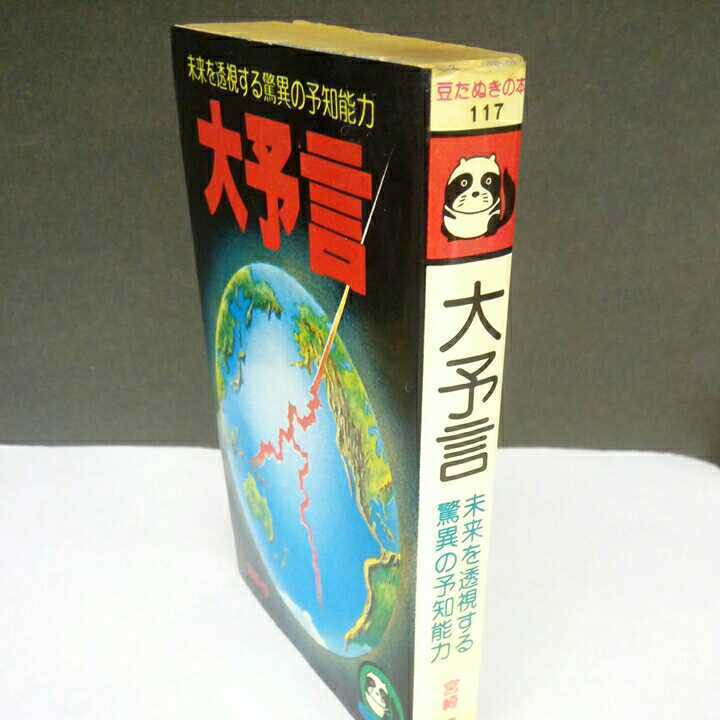 未来を透視する驚異の予知能力
大予言
豆たぬきの本
117
大予言
未来を透視する
驚異の予知能力
宮崎